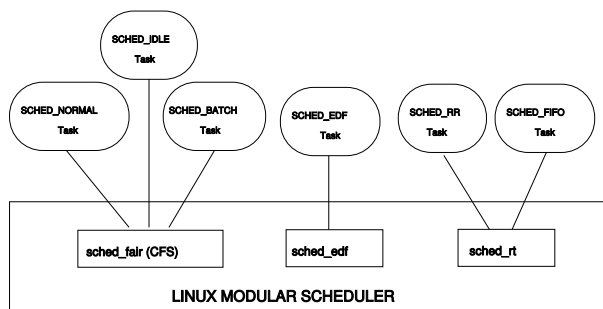 SCHED_IDLE
Task
SCHED_NORMAL
Task
SCHED_BATCH
Task
SCHED_EDF
Task
SCHED_RR
Task
SCHED_FIFO
Task
sched_fair (CFS)
sched_edf
sched_rt
LINUX MODULAR SCHEDULER